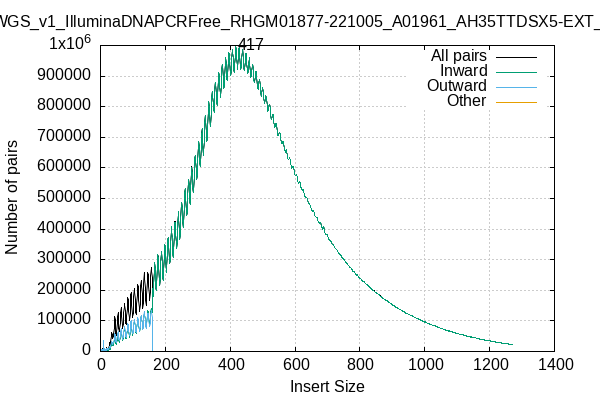 WGS_v1_IlluminaDNAPCRFree_RHGM01877-221005_A01961_AH35TTDSX5-EXT_
1x10⁶
417
All pairs
Inward
Outward
Other
900000
800000
700000
600000
500000
400000
300000
200000
100000
0
Number of pairs
0 200 400 600 800 1000 1200 1400
Insert Size